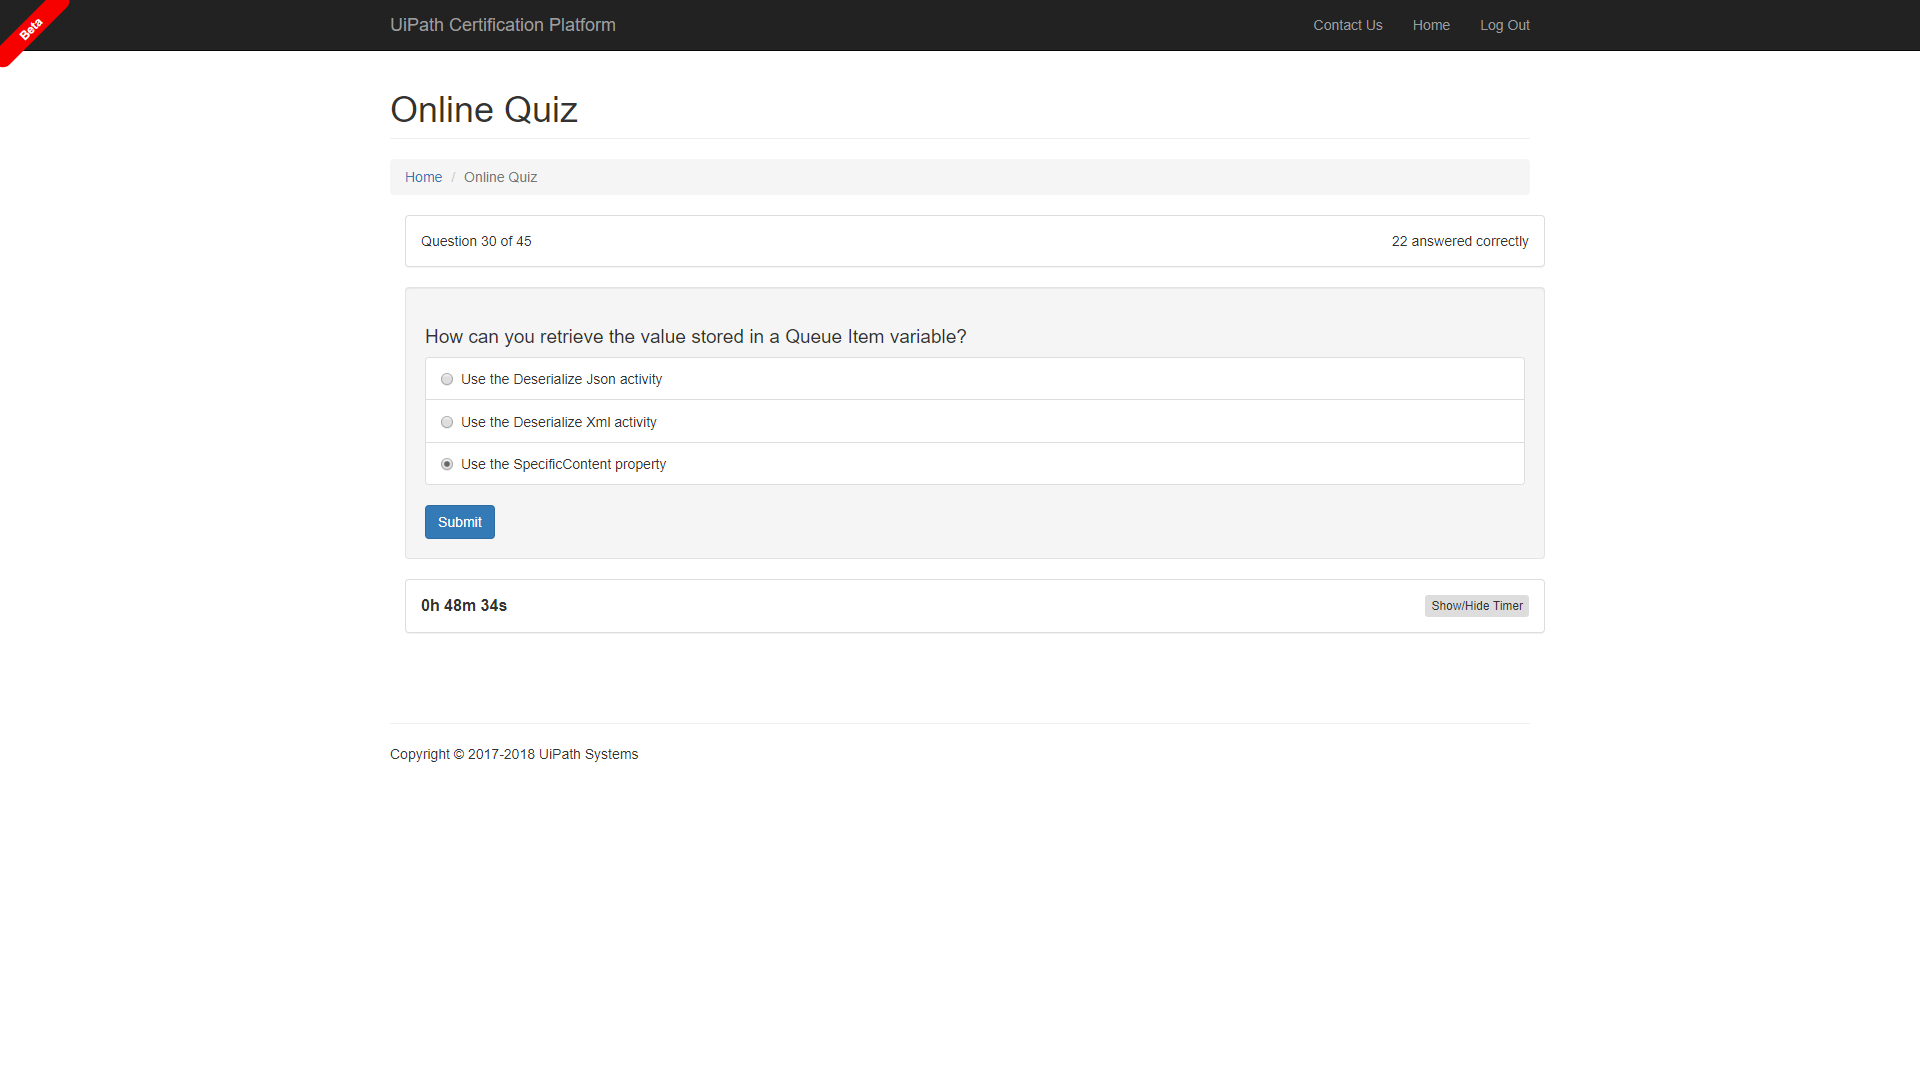 Beta
UiPath Certification Platform
Contact Us
Home
Log Out
Online Quiz
Home / Online Quiz
Question 30 of 45
22 answered correctly
How can you retrieve the value stored in a Queue Item variable?
Use the Deserialize Json activity
Use the Deserialize Xml activity
Use the SpecificContent property
Submit
0h 48m 34s
Show/Hide Timer
Copyright © 2017-2018 UiPath Systems